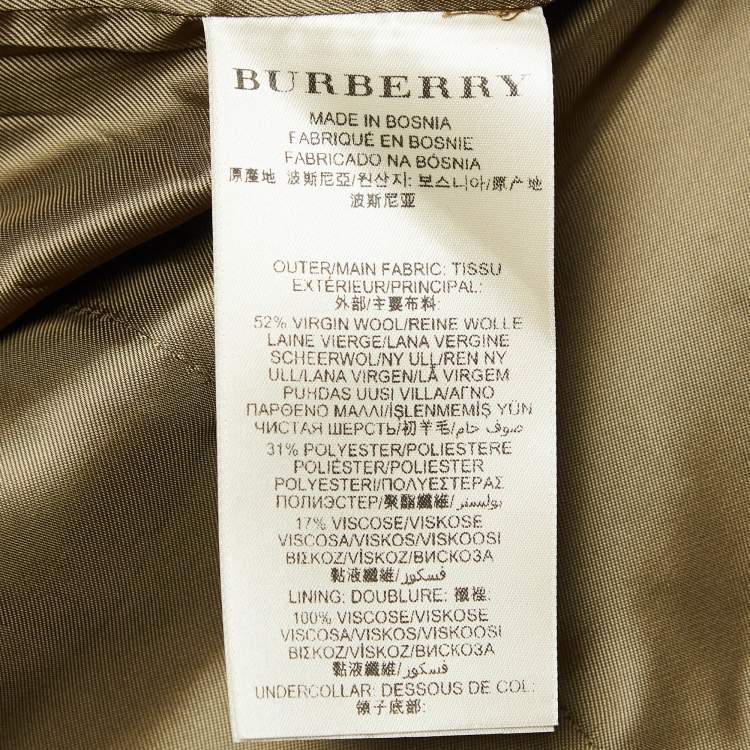 BURBERRY
MADE IN BOSNIA
FABRIQUÉ EN BOSNIE
FABRICADO NA BÓSNIA
原產地 波斯尼亞/원산지: 보스니아/原产地
波斯尼亚
OUTER/MAIN FABRIC: TISSU
EXTÉRIEUR/PRINCIPAL:
外部/主要布料:
52% VIRGIN WOOL/REINE WOLLE
LAINE VIERGE/LANA VERGINE
SCHEERWOL/NY ULL/REN NY
ULL/LANA VIRGEN/LÃ VIRGEM
PUHDAS UUSI VILLA/ΑΓΝΟ
ΠΑΡΘΕΝΟ ΜΑΛΛΙ/İŞLENMEMİŞ YÜN
ЧИСТАЯ ШЕРСТЬ/初羊毛/صوف خام
31% POLYESTER/POLIESTERE
POLIÉSTER/POLIESTER
POLYESTERI/ΠΟΛΥΕΣΤΕΡΑΣ
ПОЛИЭСТЕР/聚酯纖維/بوليستر
17% VISCOSE/VISKOSE
VISCOSA/VISKOS/VISKOOSI
ΒΙΣΚΟΖ/VİSKOZ/ВИСКОЗА
黏液纖維/فسكوز
LINING: DOUBLURE: 襯裡:
100% VISCOSE/VISKOSE
VISCOSA/VISKOS/VISKOOSI
ΒΙΣΚΟΖ/VİSKOZ/ВИСКОЗА
黏液纖維/فسكوز
UNDERCOLLAR: DESSOUS DE COL:
領子底部: